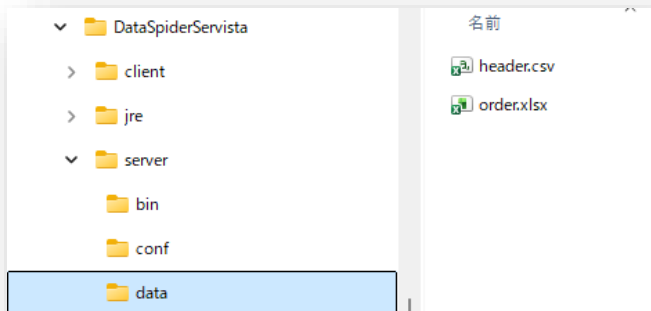 DataSpiderServista
client
jre
server
bin
conf
data
名前
header.csv
order.xlsx